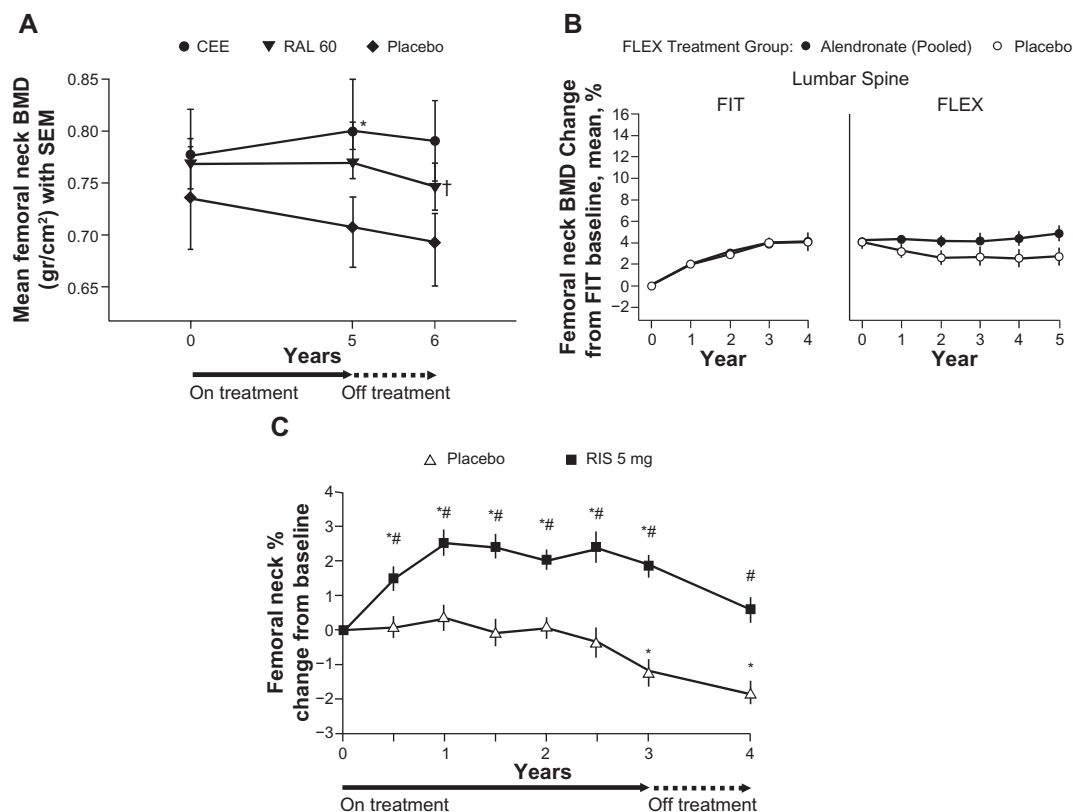 A
CEE RAL 60 Placebo
Mean femoral neck BMD
(gr/cm²) with SEM
0.85
0.80
0.75
0.70
0.65
*
†
0 5 6
Years
On treatment Off treatment
B
FLEX Treatment Group: Alendronate (Pooled) Placebo
Lumbar Spine
FIT FLEX
Femoral neck BMD Change
from FIT baseline, mean, %
16
14
12
10
8
6
4
2
0
−2
0 1 2 3 4 0 1 2 3 4 5
Year Year
C
Placebo RIS 5 mg
Femoral neck %
change from baseline
4
3
2
1
0
−1
−2
−3
*# *# *# *# *# *# #
* *
0 1 2 3 4
Years
On treatment Off treatment